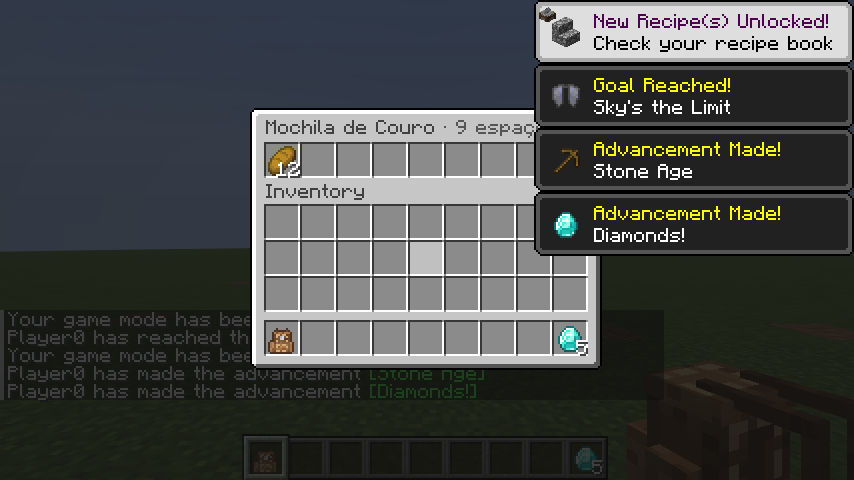 New Recipe(s) Unlocked!
Check your recipe book
Goal Reached!
Sky's the Limit
Advancement Made!
Stone Age
Advancement Made!
Diamonds!
Mochila de Couro · 9 espaç
12
Inventory
5
Your game mode has bee
Player0 has reached th
Your game mode has bee
Player0 has made the advancement [Stone Age]
Player0 has made the advancement [Diamonds!]
5